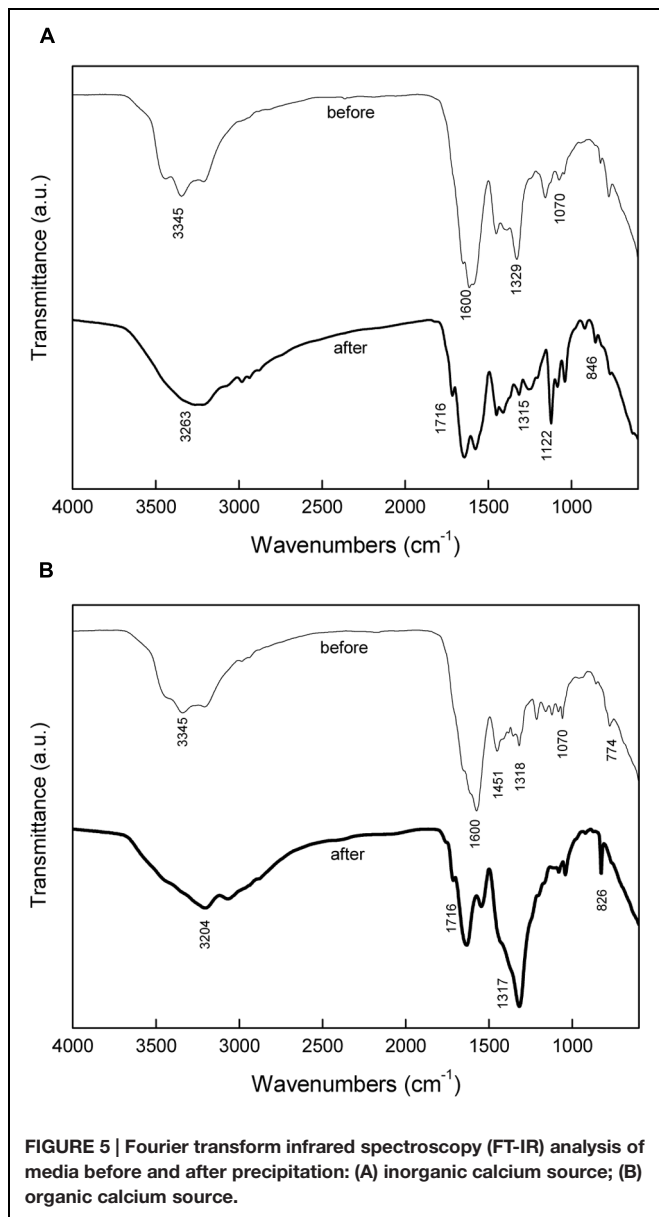 A
before
3345
1600
1329
1070
after
3263
1716
1315
1122
846
Transmittance (a.u.)
4000 3500 3000 2500 2000 1500 1000
Wavenumbers (cm-1)
B
before
3345
1600
1451
1318
1070
774
after
3204
1716
1317
826
Transmittance (a.u.)
4000 3500 3000 2500 2000 1500 1000
Wavenumbers (cm-1)
FIGURE 5 | Fourier transform infrared spectroscopy (FT-IR) analysis of
media before and after precipitation: (A) inorganic calcium source; (B)
organic calcium source.